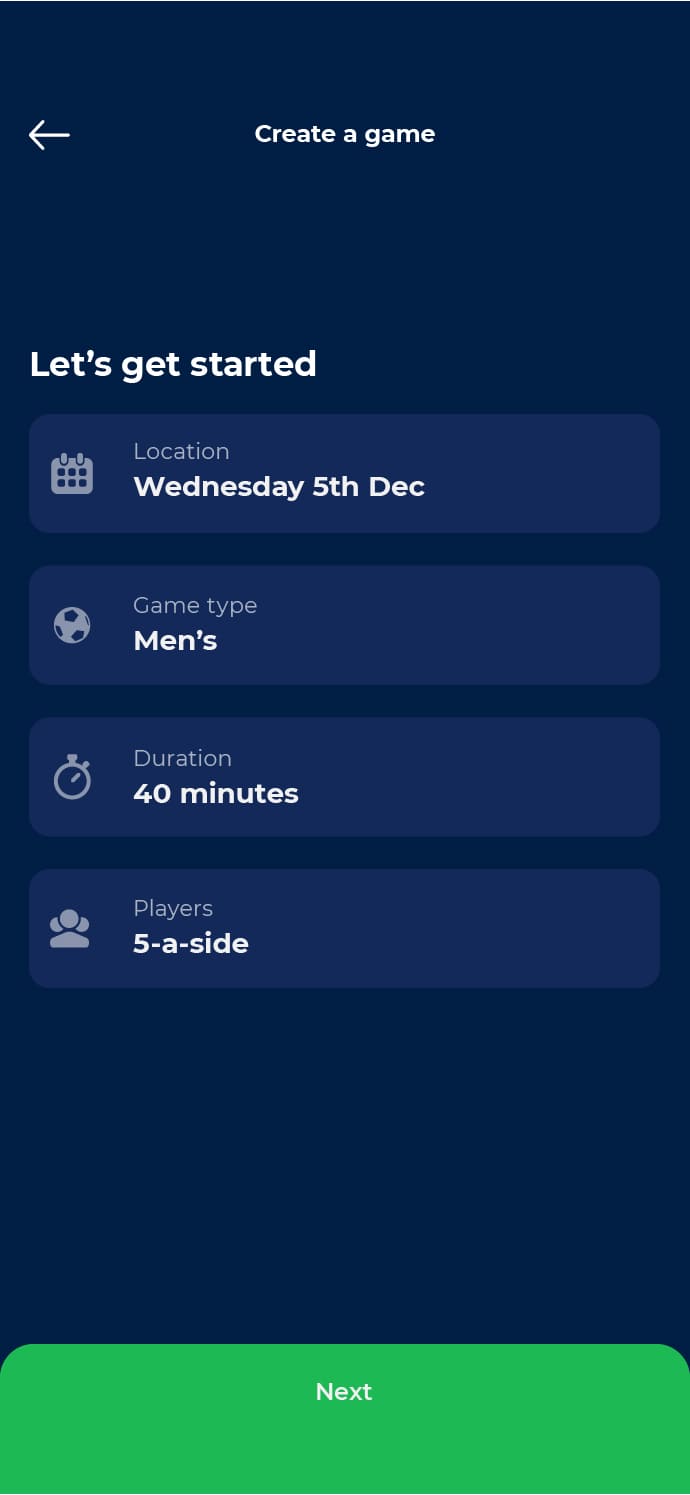 Create a game
Let’s get started
Location
Wednesday 5th Dec
Game type
Men’s
Duration
40 minutes
Players
5-a-side
Next